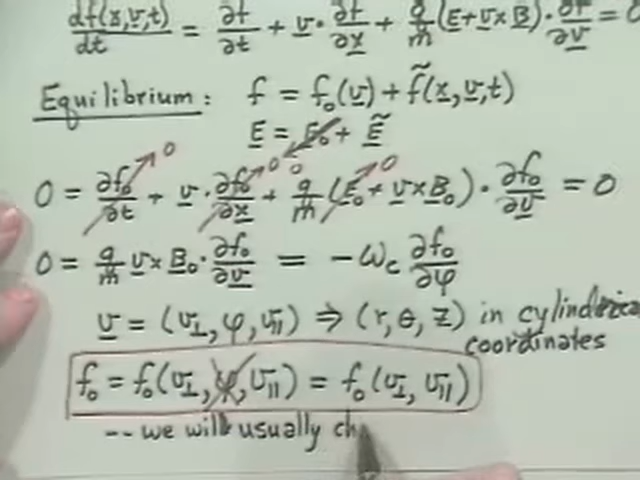 df(x,v,t)/dt = ∂f/∂t + v·∂f/∂x + q/m (E+v×B)·∂f/∂v = 0
Equilibrium: f = f₀(v) + f̃(x,v,t)
E = E₀ + Ẽ
0 = ∂f₀/∂t + v·∂f₀/∂x + q/m (E₀ + v×B₀)·∂f₀/∂v = 0
0 = q/m v×B₀·∂f₀/∂v = -ω_c ∂f₀/∂φ
v = (v⊥, φ, v∥) ⇒ (r, θ, z) in cylindrical coordinates
f₀ = f₀(v⊥, φ, v∥) = f₀(v⊥, v∥)
-- we will usually ch